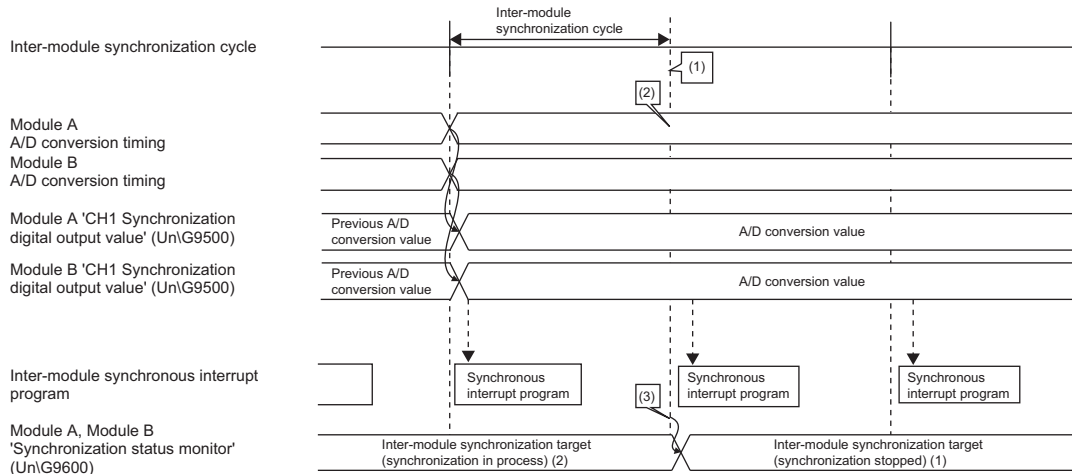 Inter-module
synchronization cycle
Inter-module synchronization cycle
(1)
(2)
Module A
A/D conversion timing
Module B
A/D conversion timing
Module A 'CH1 Synchronization
digital output value' (Un\G9500)
Previous A/D
conversion value
A/D conversion value
Module B 'CH1 Synchronization
digital output value' (Un\G9500)
Previous A/D
conversion value
A/D conversion value
Inter-module synchronous interrupt
program
Synchronous
interrupt program
Synchronous
interrupt program
Synchronous
interrupt program
(3)
Module A, Module B
'Synchronization status monitor'
(Un\G9600)
Inter-module synchronization target
(synchronization in process) (2)
Inter-module synchronization target
(synchronization stopped) (1)